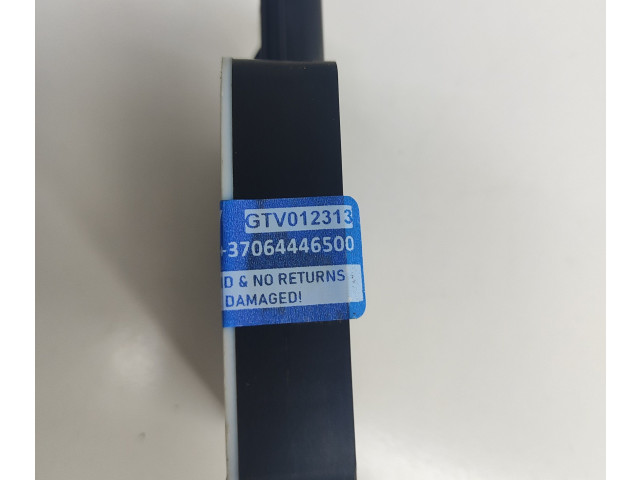 GTV012313
-37064446500
& NO RETURNS
DAMAGED!